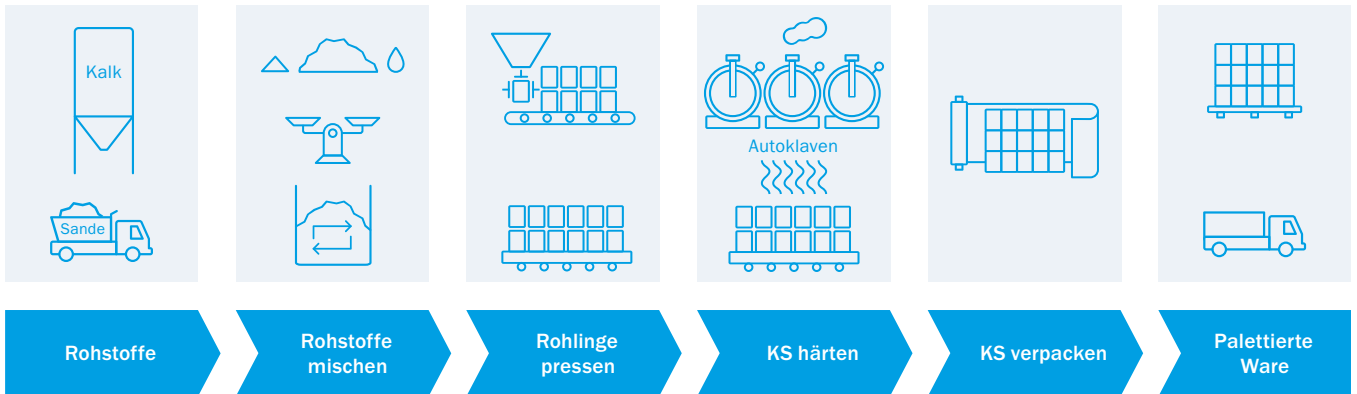 Kalk
Sande
Autoklaven
Rohstoffe
Rohstoffe
mischen
Rohlinge
pressen
KS härten
KS verpacken
Palettierte
Ware